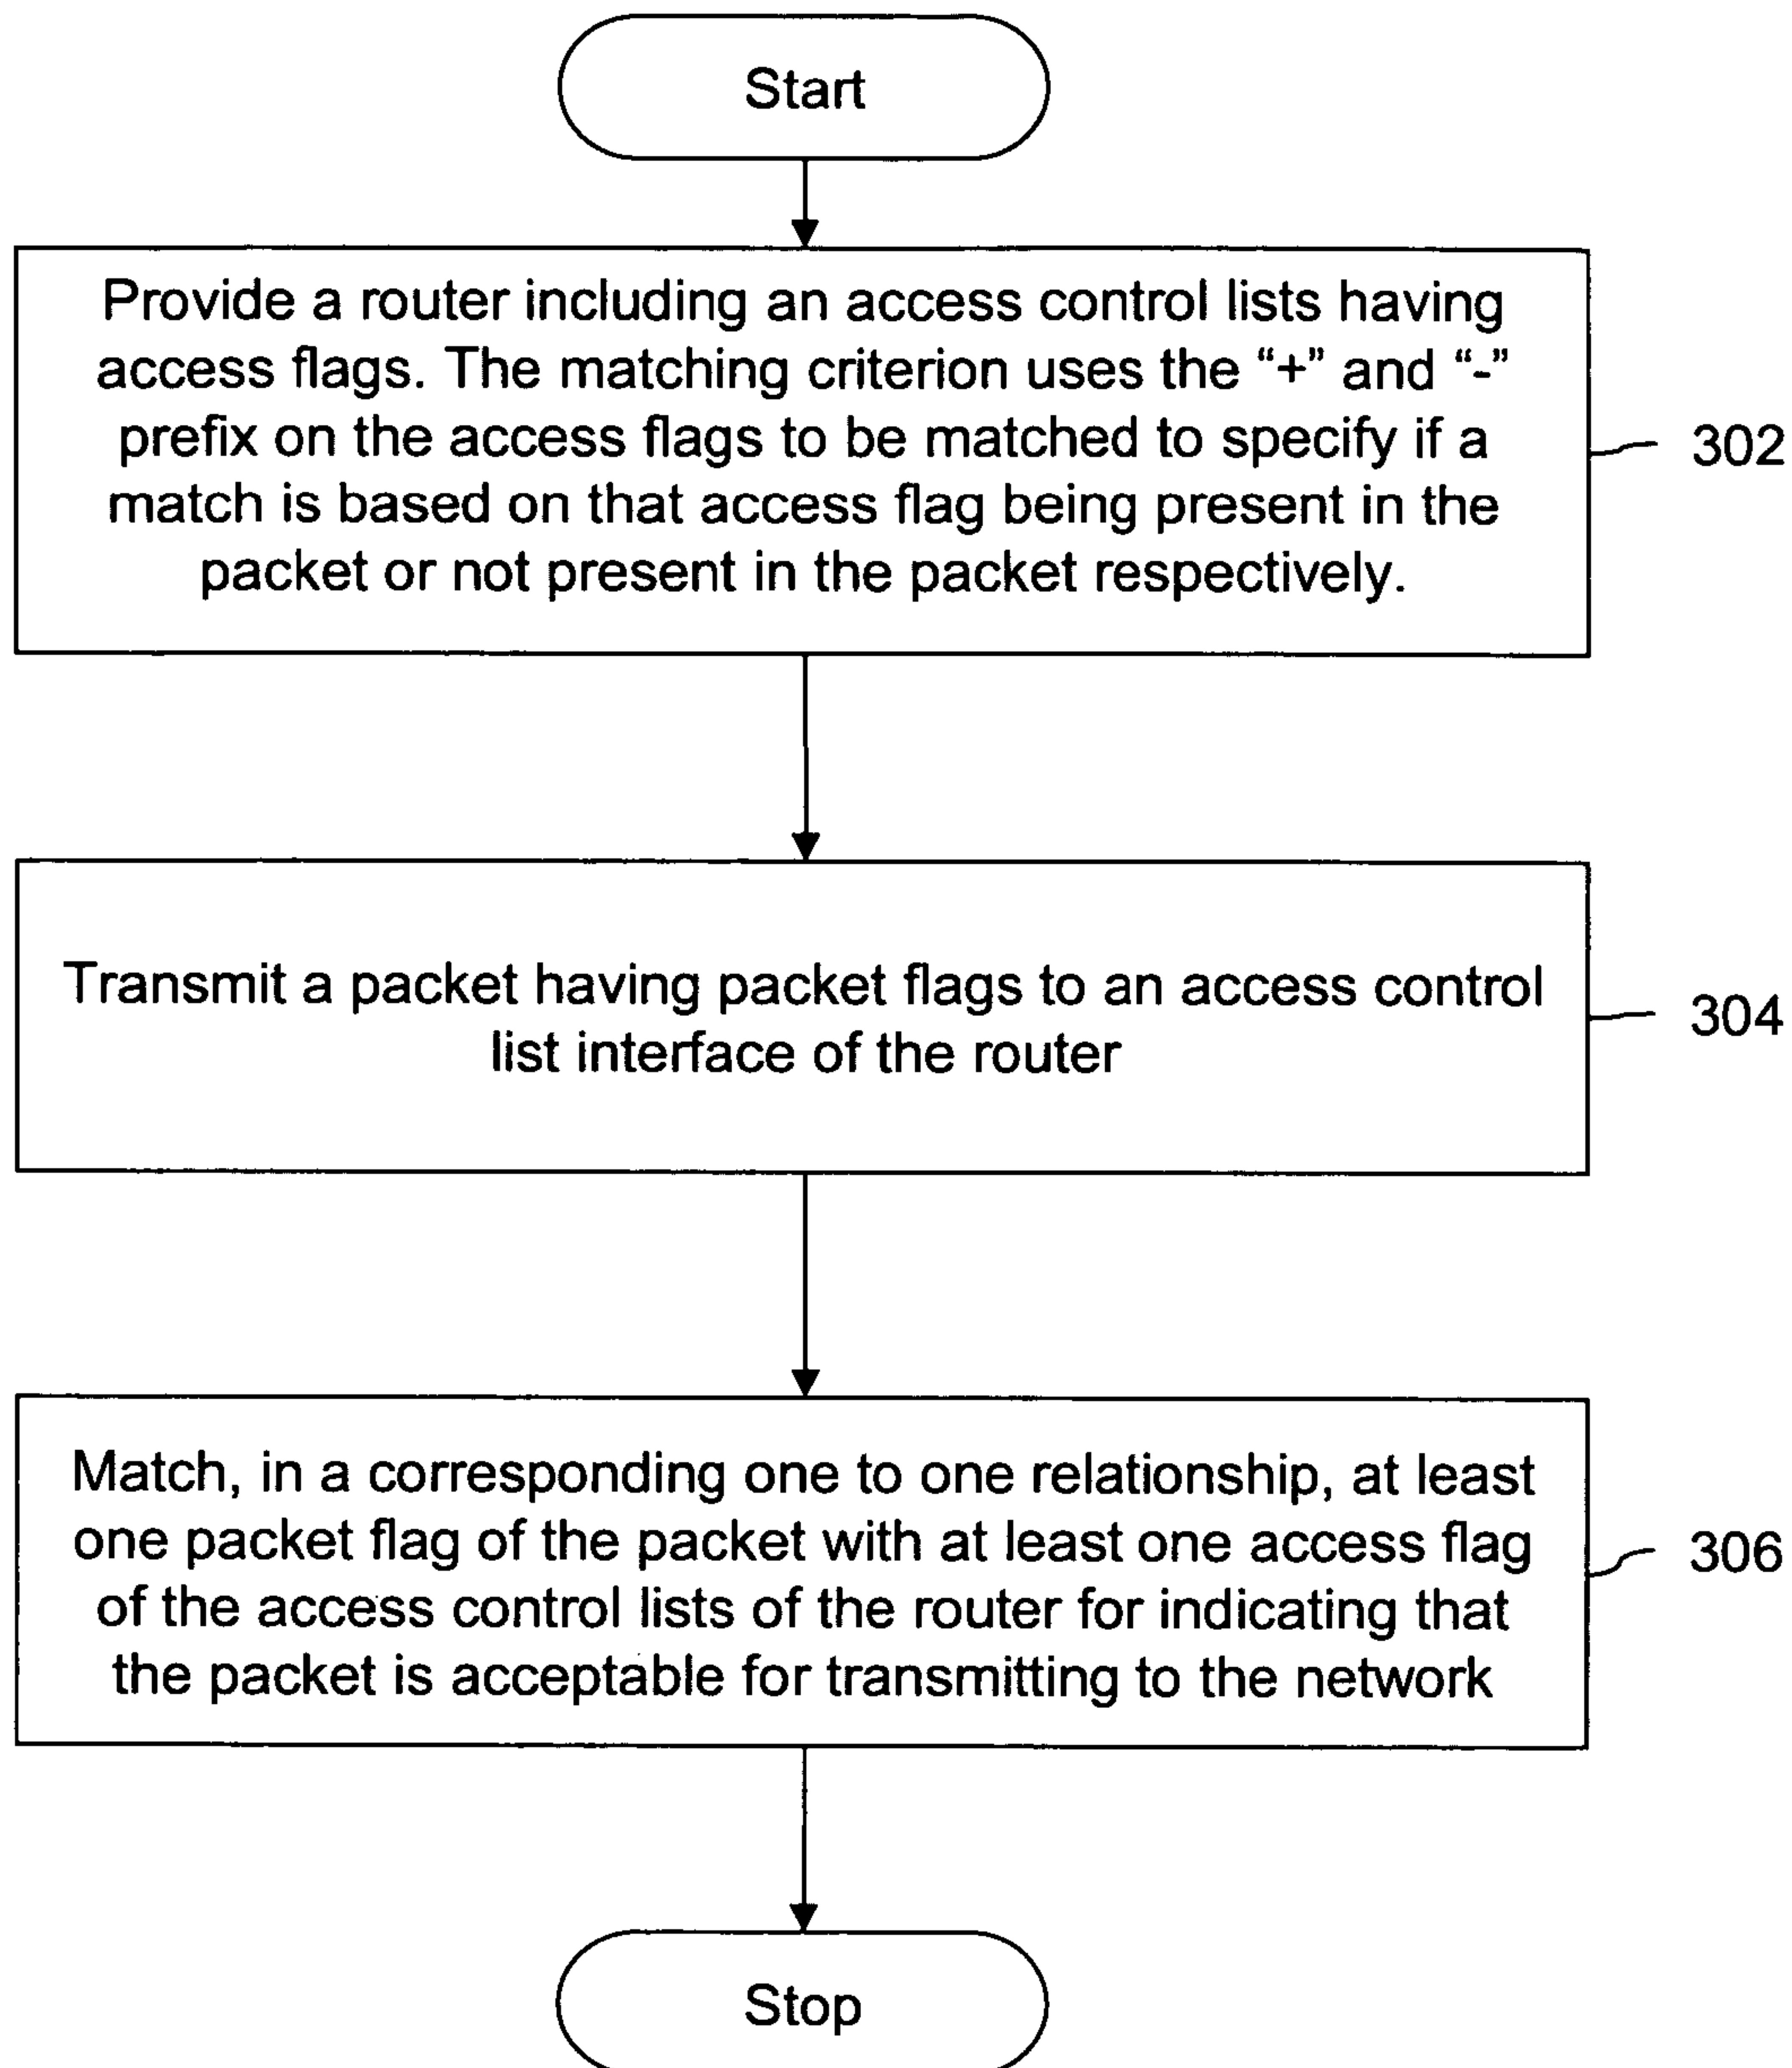 Start
Provide a router including an access control lists having
access flags. The matching criterion uses the “+” and “-”
prefix on the access flags to be matched to specify if a
match is based on that access flag being present in the
packet or not present in the packet respectively.
302
Transmit a packet having packet flags to an access control
list interface of the router
304
Match, in a corresponding one to one relationship, at least
one packet flag of the packet with at least one access flag
of the access control lists of the router for indicating that
the packet is acceptable for transmitting to the network
306
Stop